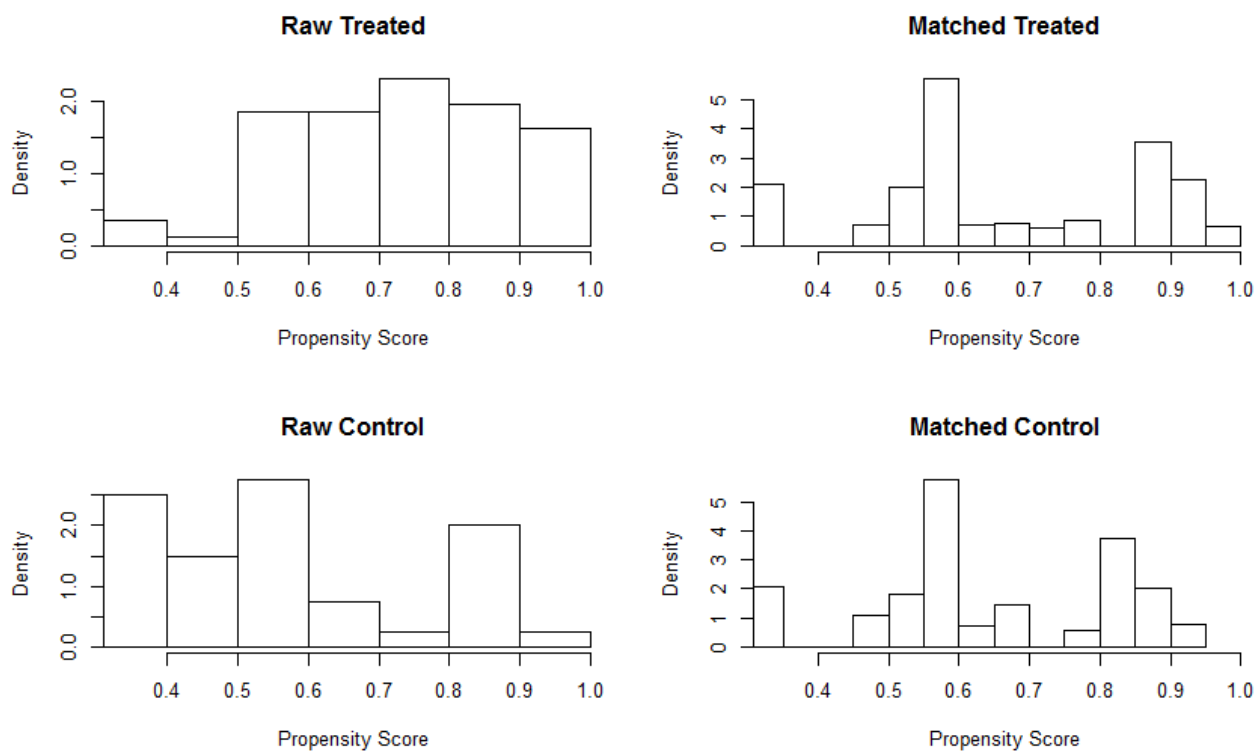 Raw Treated
Density
0.0 1.0 2.0
0.4 0.5 0.6 0.7 0.8 0.9 1.0
Propensity Score
Matched Treated
Density
0 1 2 3 4 5
0.4 0.5 0.6 0.7 0.8 0.9 1.0
Propensity Score
Raw Control
Density
0.0 1.0 2.0
0.4 0.5 0.6 0.7 0.8 0.9 1.0
Propensity Score
Matched Control
Density
0 1 2 3 4 5
0.4 0.5 0.6 0.7 0.8 0.9 1.0
Propensity Score